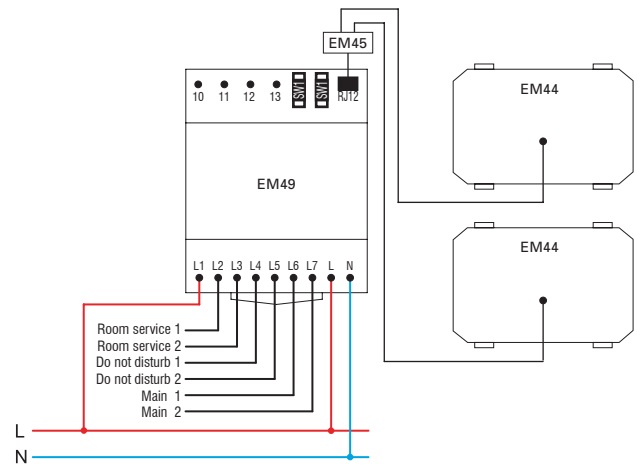 EM45
10 11 12 13 SW1 SW1 RJ12
EM44
EM49
EM44
L1 L2 L3 L4 L5 L6 L7 L N
Room service 1
Room service 2
Do not disturb 1
Do not disturb 2
Main 1
Main 2
L
N